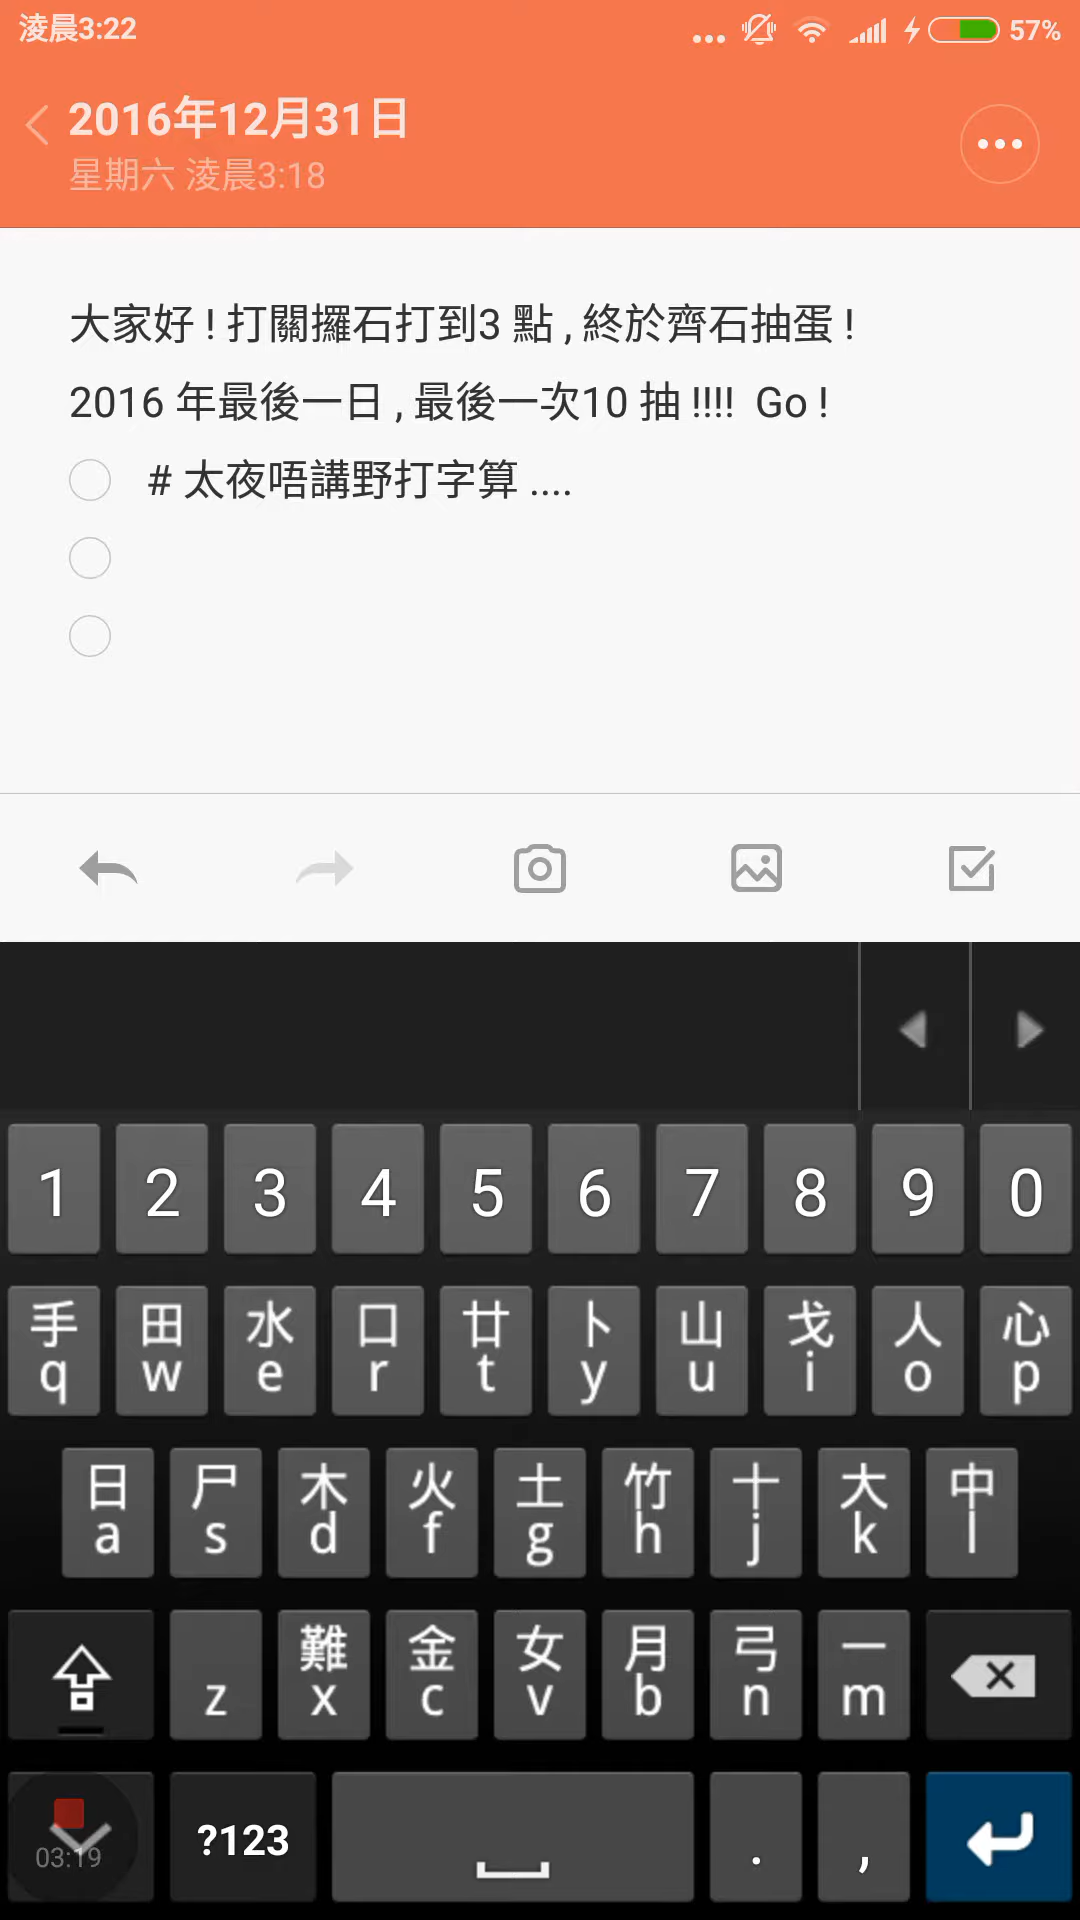 淩晨3:22
57%
2016年12月31日
星期六 淩晨3:18
大家好 ! 打關攞石打到3 點 , 終於齊石抽蛋 !
2016 年最後一日 , 最後一次10 抽 !!!! Go !
# 太夜唔講野打字算 ....
1 2 3 4 5 6 7 8 9 0
手 田 水 口 廿 卜 山 戈 人 心
q w e r t y u i o p
日 尸 木 火 土 竹 十 大 中
a s d f g h j k l
難 金 女 月 弓 一
z x c v b n m
03:19 ?123 . ,